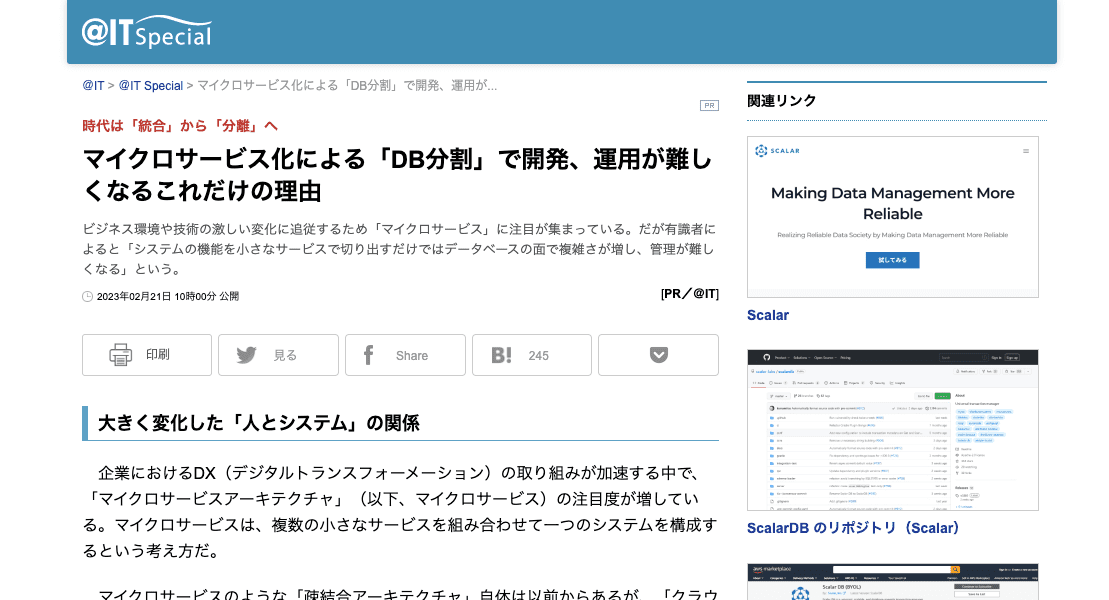 @IT Special
@IT > @IT Special > マイクロサービス化による「DB分割」で開発、運用が...
PR
時代は「統合」から「分離」へ
マイクロサービス化による「DB分割」で開発、運用が難し
くなるこれだけの理由
ビジネス環境や技術の激しい変化に追従するため「マイクロサービス」に注目が集まっている。だが有識者に
よると「システムの機能を小さなサービスで切り出すだけではデータベースの面で複雑さが増し、管理が難し
くなる」という。
2023年02月21日 10時00分 公開
[PR／@IT]
印刷
見る
Share
B! 245
大きく変化した「人とシステム」の関係
企業におけるDX（デジタルトランスフォーメーション）の取り組みが加速する中で、
「マイクロサービスアーキテクチャ」（以下、マイクロサービス）の注目度が増してい
る。マイクロサービスは、複数の小さなサービスを組み合わせて一つのシステムを構成す
るという考え方だ。
マイクロサービスのような「疎結合アーキテクチャ」自体は以前からあるが、「クラウ
関連リンク
SCALAR
Making Data Management More
Reliable
Realizing Reliable Data Society by Making Data Management More Reliable
試してみる
Scalar
ScalarDB のリポジトリ（Scalar）
aws marketplace
Scalar DB (BYOL)